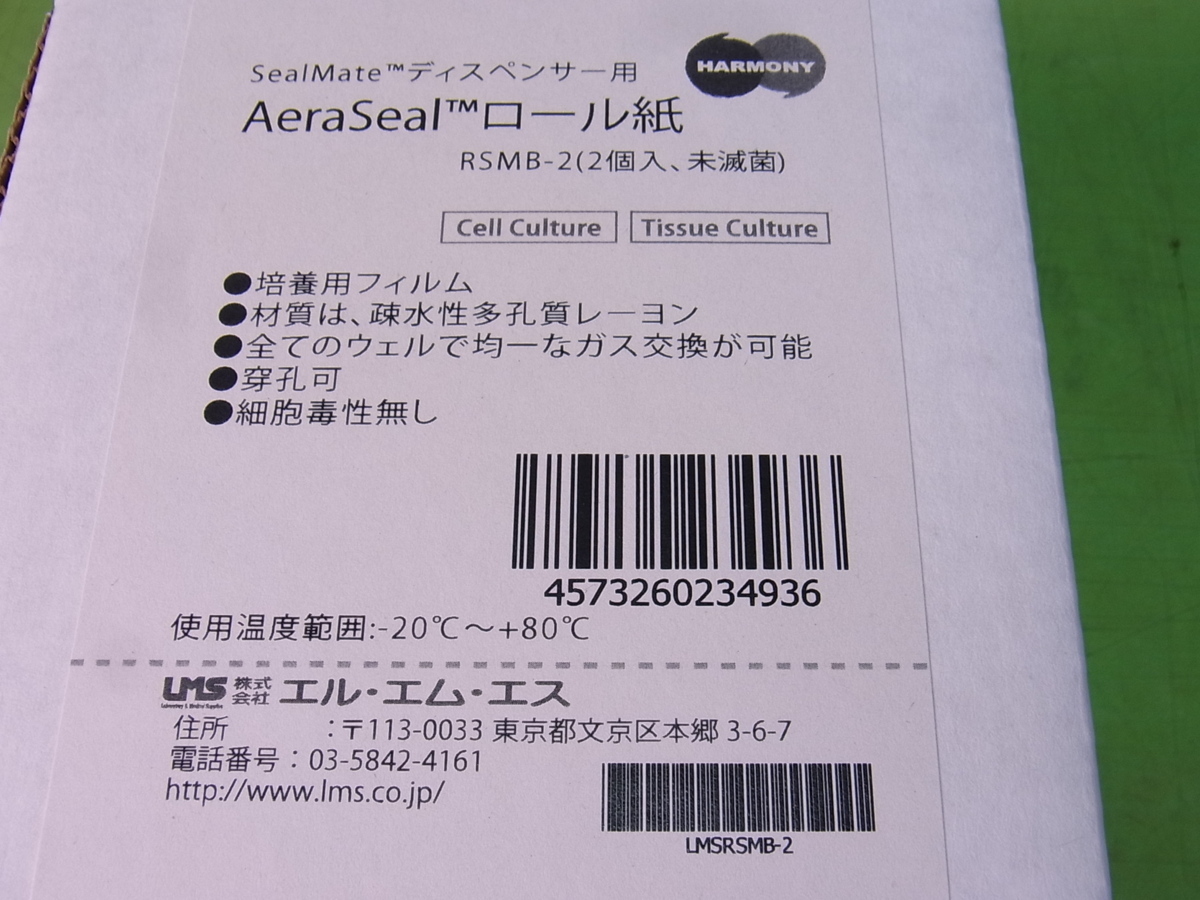 HARMONY
SealMate™ディスペンサー用
AeraSeal™ロール紙
RSMB-2(2個入、未滅菌)
Cell Culture Tissue Culture
●培養用フィルム
●材質は、疎水性多孔質レーヨン
●全てのウェルで均一なガス交換が可能
●穿孔可
●細胞毒性無し
4573260234936
使用温度範囲:-20℃～+80℃
LMS 株式会社 エル・エム・エス
Laboratory & Medical Supplies
住所 :〒113-0033 東京都文京区本郷 3-6-7
電話番号：03-5842-4161
http://www.lms.co.jp/
LMSRSMB-2